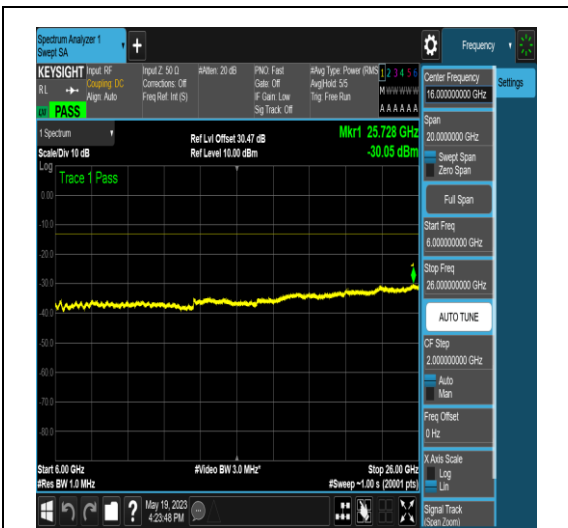 Spectrum Analyzer 1
Swept SA
+
Frequency
KEYSIGHT
Input: RF
Coupling: DC
Align: Auto
Input Z: 50 Ω
Corrections: Off
Freq Ref: Int (S)
#Atten: 20 dB
PNO: Fast
Gate: Off
IF Gain: Low
Sig Track: Off
#Avg Type: Power (RMS
Avg|Hold: 5/5
Trig: Free Run
1 2 3 4 5 6
M W W W W W
A A A A A A
RL
PASS
1 Spectrum
Scale/Div 10 dB
Ref Lvl Offset 30.47 dB
Ref Level 10.00 dBm
Mkr1 25.728 GHz
-30.05 dBm
Log
Trace 1 Pass
0.00
-10.0
-20.0
-30.0
-40.0
-50.0
-60.0
-70.0
-80.0
1
Start 6.00 GHz
#Res BW 1.0 MHz
#Video BW 3.0 MHz*
Stop 26.00 GHz
#Sweep ~1.00 s (20001 pts)
May 19, 2023
4:23:48 PM
?
Center Frequency
16.000000000 GHz
Settings
Span
20.0000000 GHz
Swept Span
Zero Span
Full Span
Start Freq
6.000000000 GHz
Stop Freq
26.000000000 GHz
AUTO TUNE
CF Step
2.000000000 GHz
Auto
Man
Freq Offset
0 Hz
X Axis Scale
Log
Lin
Signal Track
(Span Zoom)